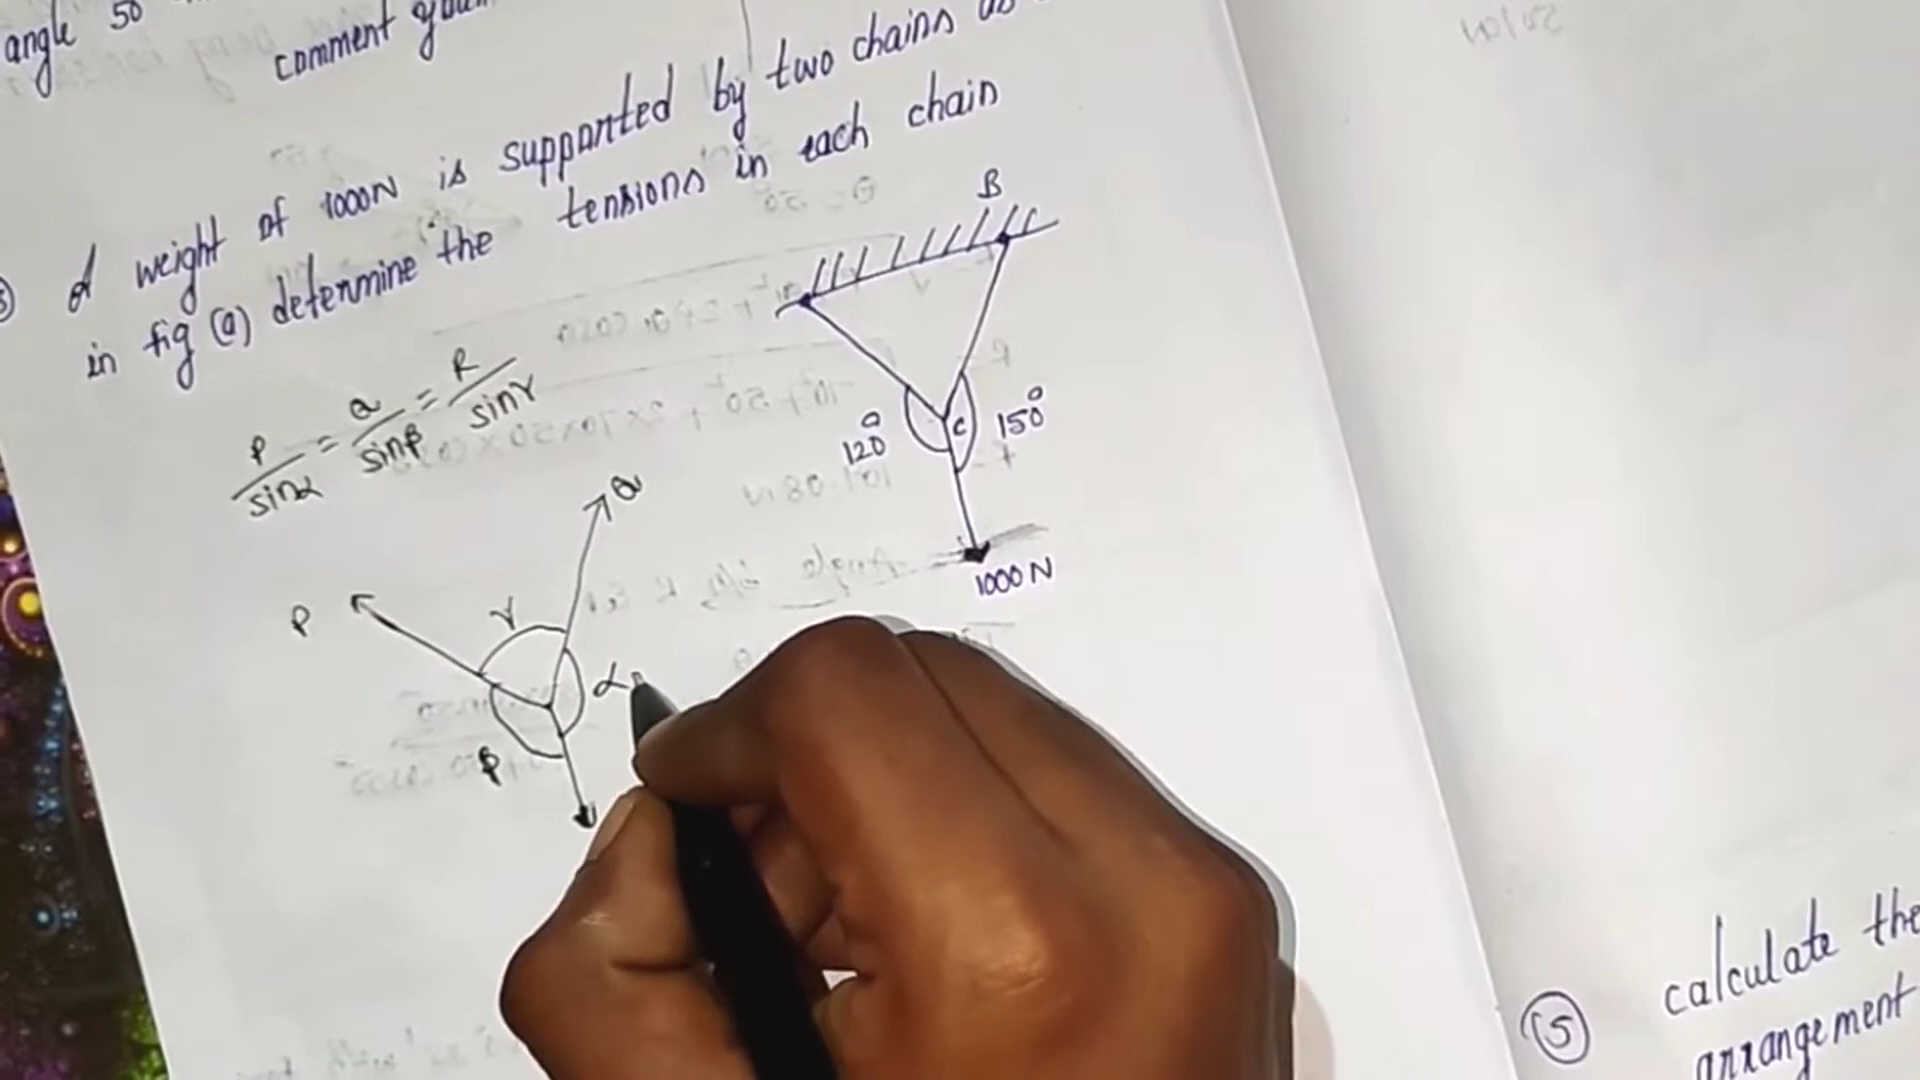 angle 50
comment
A weight of 1000N is supported by two chains as
in fig (a) determine the tensions in each chain
P/sinα = Q/sinβ = R/sinγ
B
C
120°
150°
1000 N
Q
P
γ
α
β
(5) calculate the
arrangement